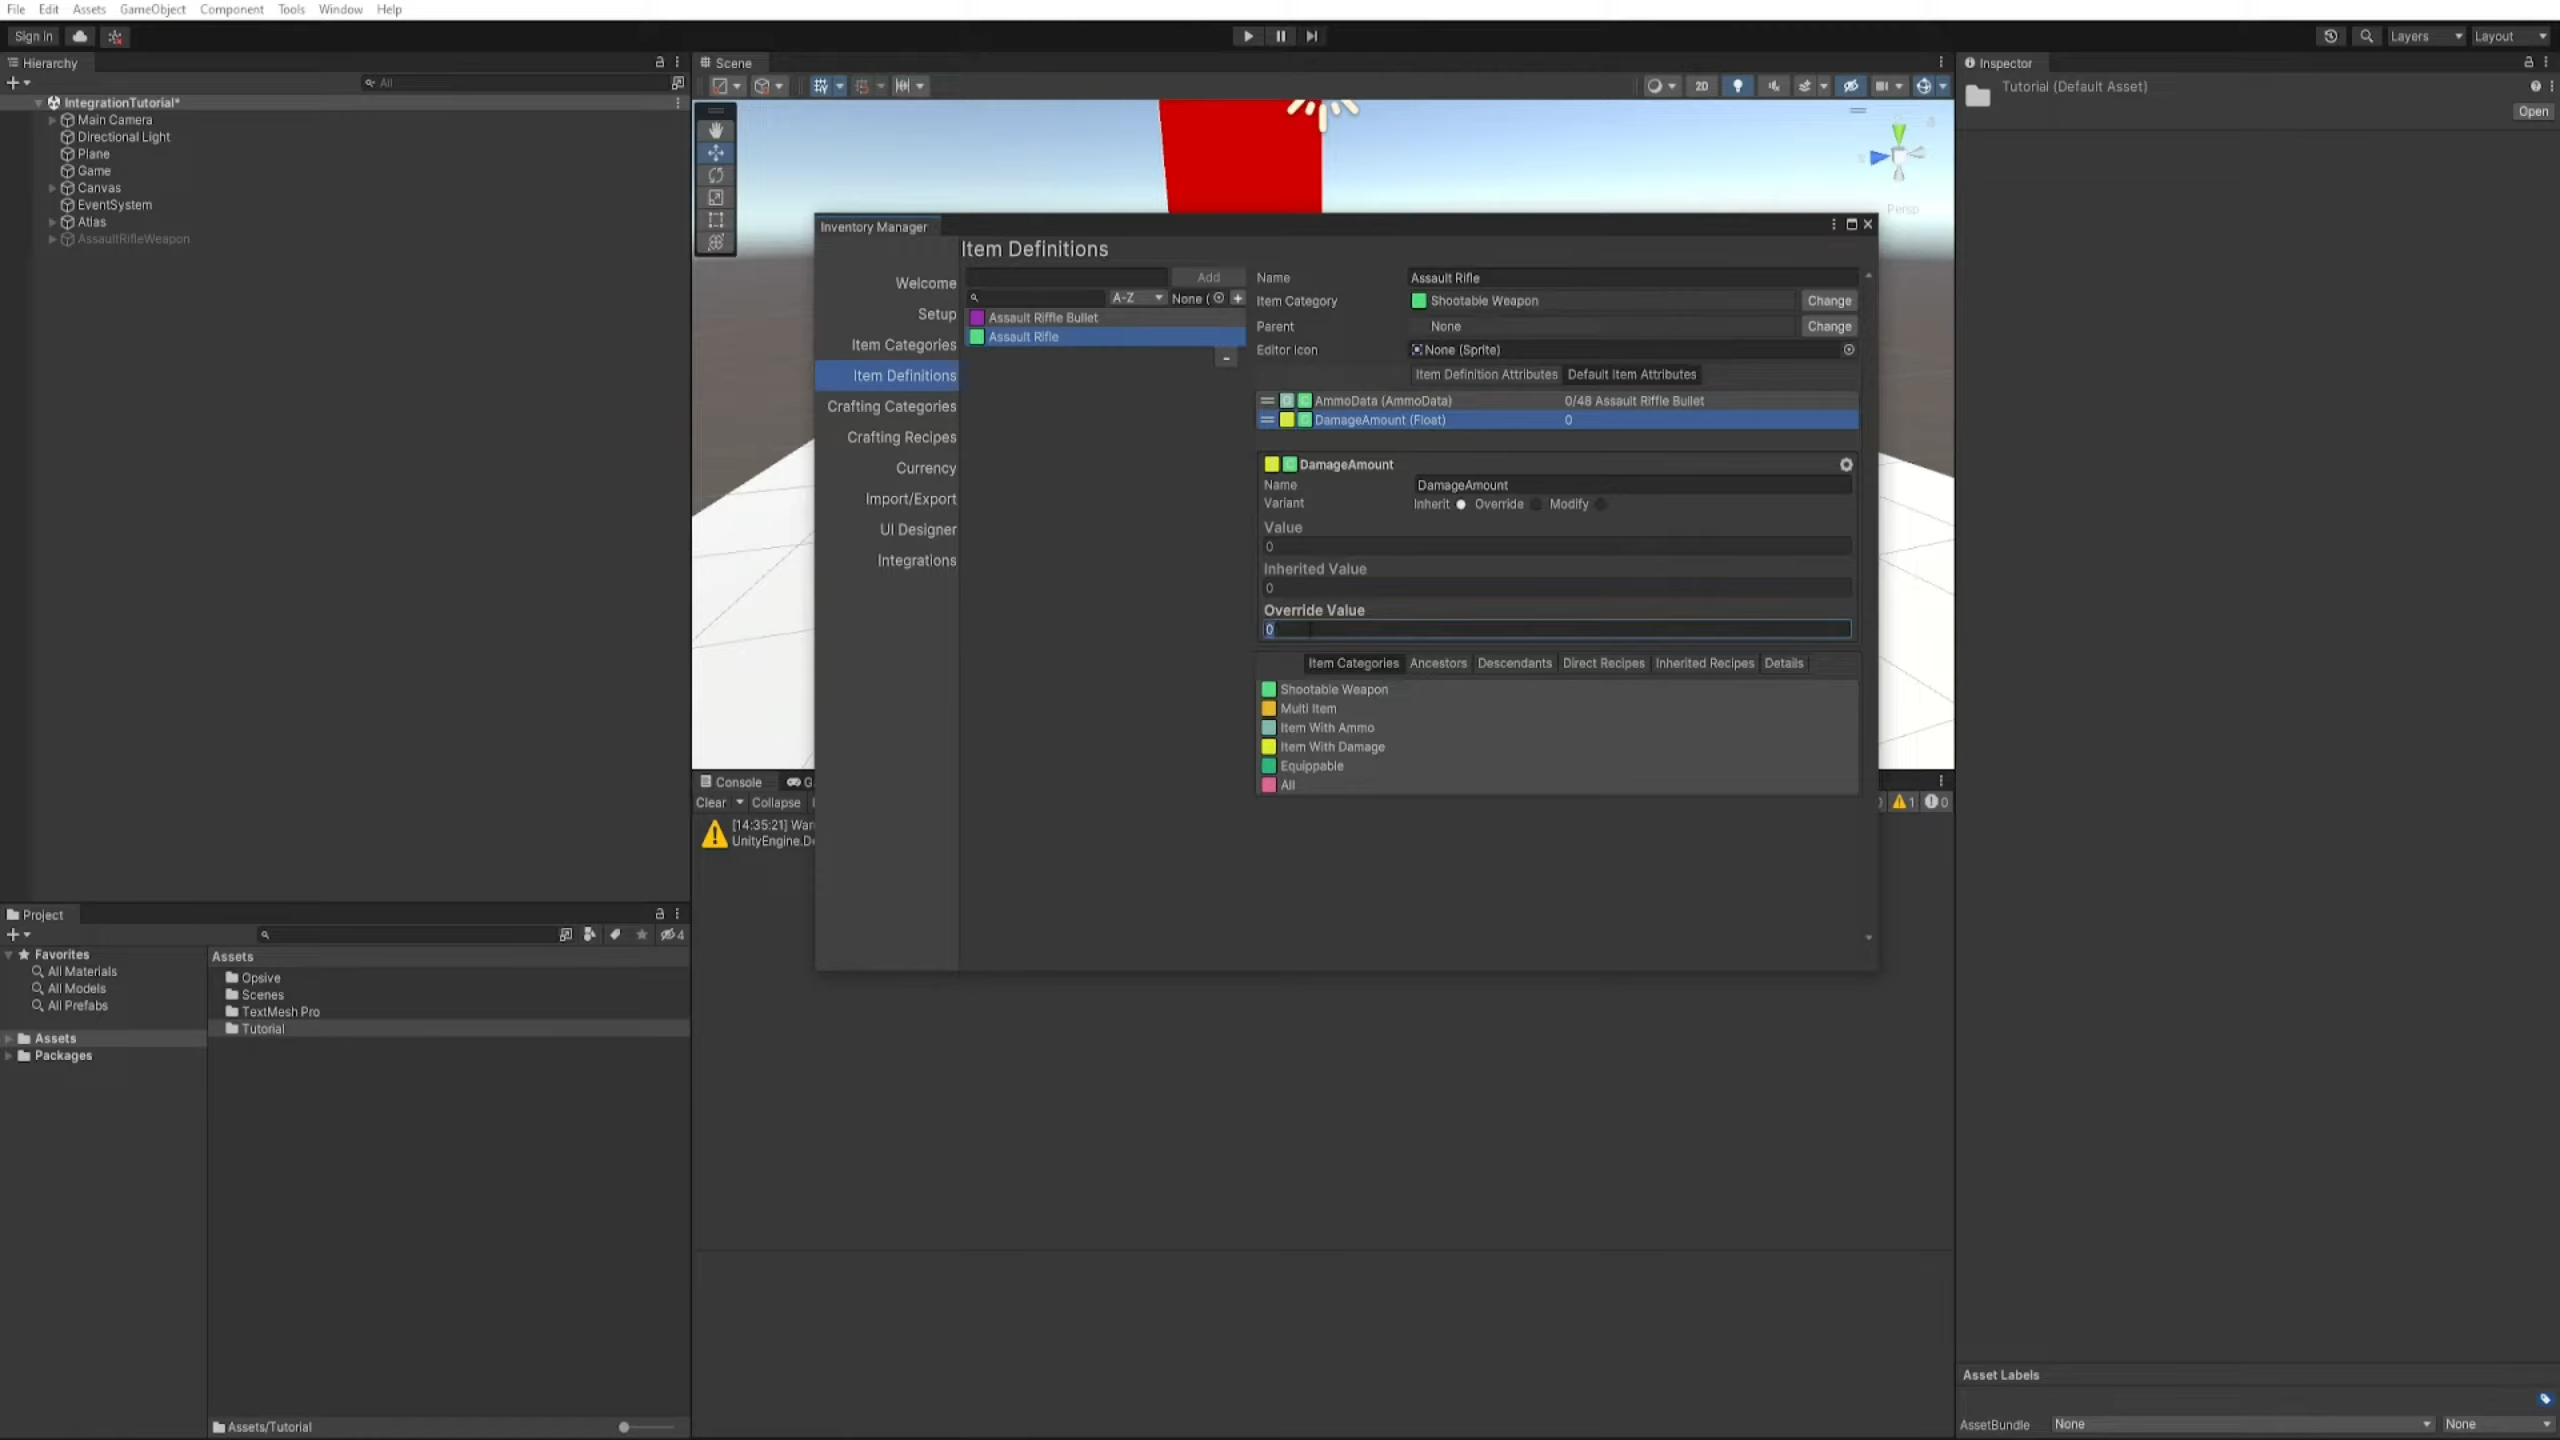 File Edit Assets GameObject Component Tools Window Help
Sign in
Layers
Layout
Hierarchy
All
IntegrationTutorial*
Main Camera
Directional Light
Plane
Game
Canvas
EventSystem
Atlas
AssaultRifleWeapon
Scene
2D
Persp
Inspector
Tutorial (Default Asset)
Open
Inventory Manager
Item Definitions
Welcome
Setup
Item Categories
Item Definitions
Crafting Categories
Crafting Recipes
Currency
Import/Export
UI Designer
Integrations
Add
A-Z None (
Assault Riffle Bullet
Assault Rifle
Name Assault Rifle
Item Category Shootable Weapon Change
Parent None Change
Editor Icon None (Sprite)
Item Definition Attributes Default Item Attributes
AmmoData (AmmoData) 0/48 Assault Riffle Bullet
DamageAmount (Float) 0
DamageAmount
Name DamageAmount
Variant Inherit Override Modify
Value
0
Inherited Value
0
Override Value
0
Item Categories Ancestors Descendants Direct Recipes Inherited Recipes Details
Shootable Weapon
Multi Item
Item With Ammo
Item With Damage
Equippable
All
Console G
Clear Collapse
1 0
[14:35:21] War
UnityEngine.De
Project
4
Favorites
All Materials
All Models
All Prefabs
Assets
Packages
Assets
Opsive
Scenes
TextMesh Pro
Tutorial
Assets/Tutorial
Asset Labels
AssetBundle None None